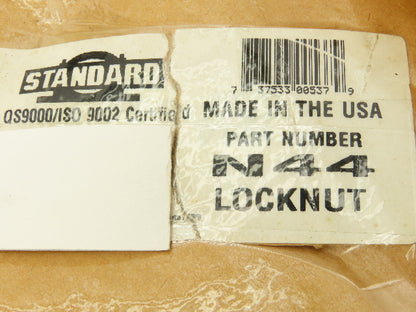 STANDARD
QS9000/ISO 9002 Certified
7 37533 00537 9
MADE IN THE USA
PART NUMBER
N44
LOCKNUT